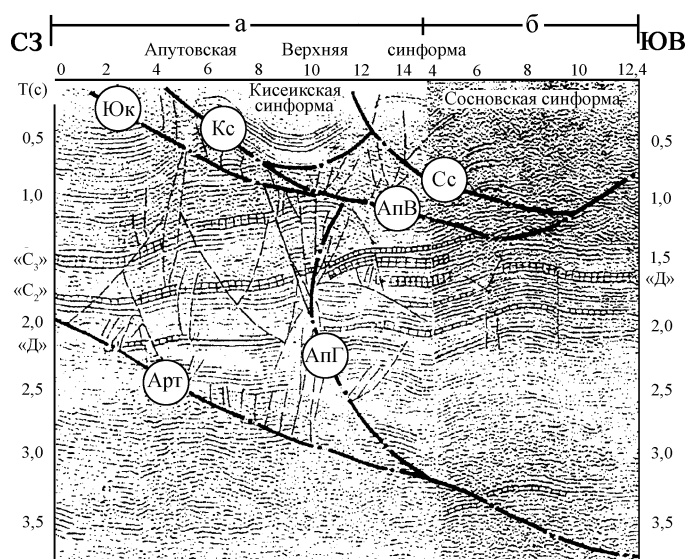 а б
СЗ ЮВ
Апутовская Верхняя синформа
0 2 4 6 8 10 12 14 4 6 8 10 12,4
T(с)
Кисеикская
синформа
Сосновская синформа
Юк
Кс
0,5 0,5
Сс
1,0 1,0
АпВ
«С₃» 1,5
«Д»
«С₂»
2,0 2,0
«Д»
АпГ
Арт
2,5 2,5
3,0 3,0
3,5 3,5